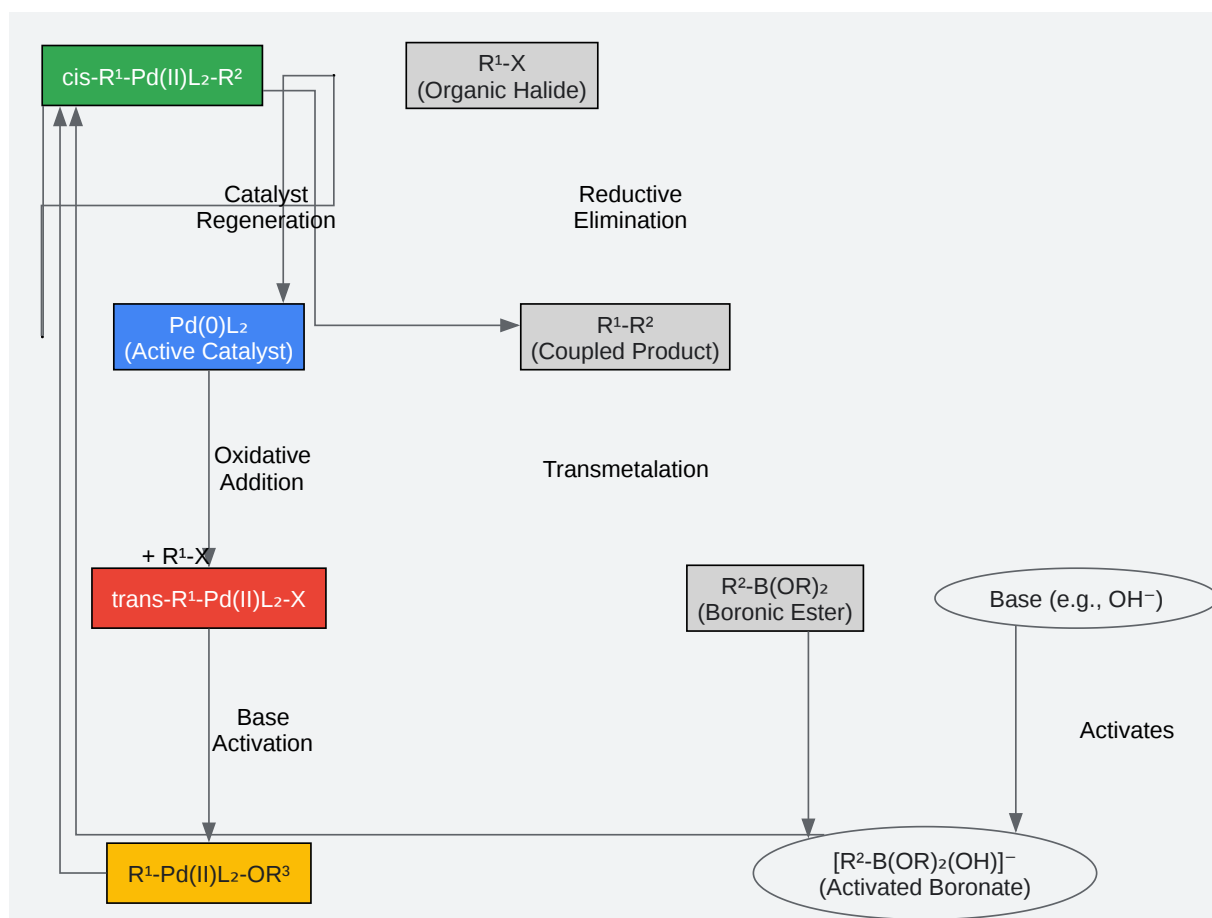 cis-R¹-Pd(II)L₂-R²
R¹-X
(Organic Halide)
Catalyst
Regeneration
Reductive
Elimination
Pd(0)L₂
(Active Catalyst)
R¹-R²
(Coupled Product)
Oxidative
Addition
Transmetalation
+ R¹-X
trans-R¹-Pd(II)L₂-X
R²-B(OR)₂
(Boronic Ester)
Base (e.g., OH⁻)
Base
Activation
Activates
R¹-Pd(II)L₂-OR³
[R²-B(OR)₂(OH)]⁻
(Activated Boronate)